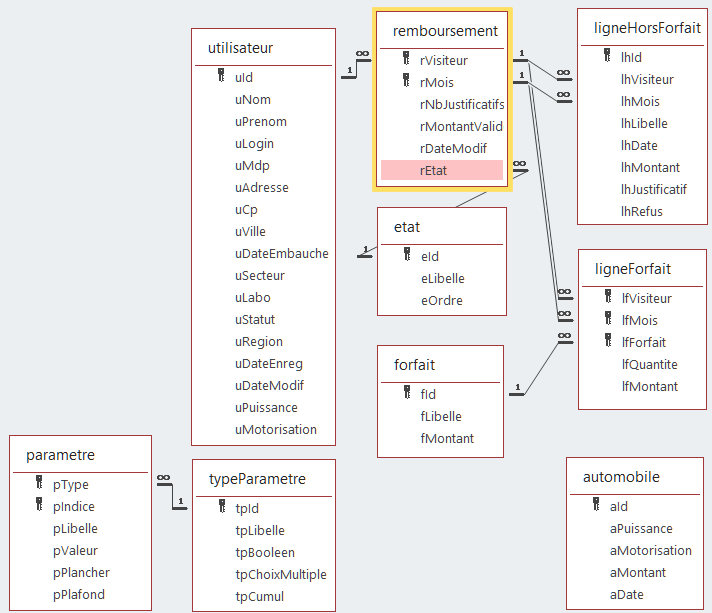 utilisateur
uId
uNom
uPrenom
uLogin
uMdp
uAdresse
uCp
uVille
uDateEmbauche
uSecteur
uLabo
uStatut
uRegion
uDateEnreg
uDateModif
uPuissance
uMotorisation
1
∞
remboursement
rVisiteur
rMois
rNbJustificatifs
rMontantValid
rDateModif
rEtat
1
1
∞
∞
∞
ligneHorsForfait
lhId
lhVisiteur
lhMois
lhLibelle
lhDate
lhMontant
lhJustificatif
lhRefus
1
etat
eId
eLibelle
eOrdre
ligneForfait
lfVisiteur
lfMois
lfForfait
lfQuantite
lfMontant
∞
∞
∞
forfait
fId
fLibelle
fMontant
1
parametre
pType
pIndice
pLibelle
pValeur
pPlancher
pPlafond
∞
1
typeParametre
tpId
tpLibelle
tpBooleen
tpChoixMultiple
tpCumul
automobile
aId
aPuissance
aMotorisation
aMontant
aDate